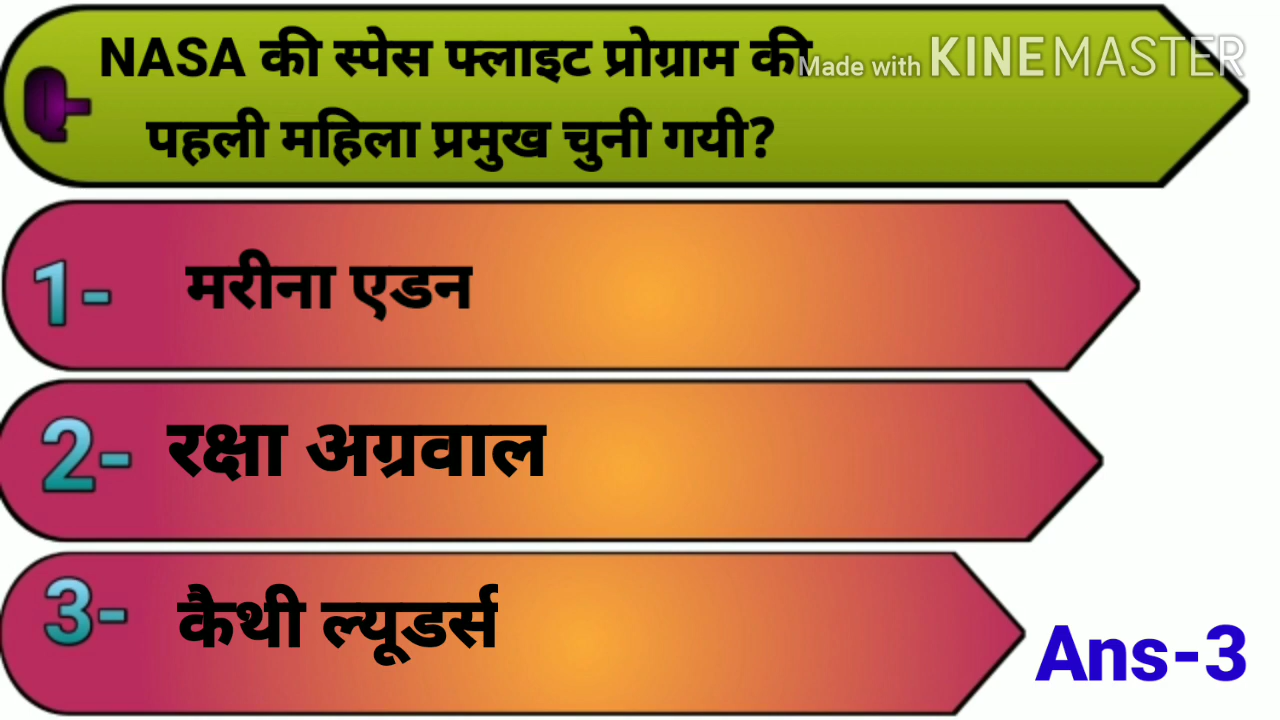 NASA की स्पेस फ्लाइट प्रोग्राम की
Made with KINEMASTER
Q-
पहली महिला प्रमुख चुनी गयी?
1- मरीना एडन
2- रक्षा अग्रवाल
3- कैथी ल्यूडर्स
Ans-3